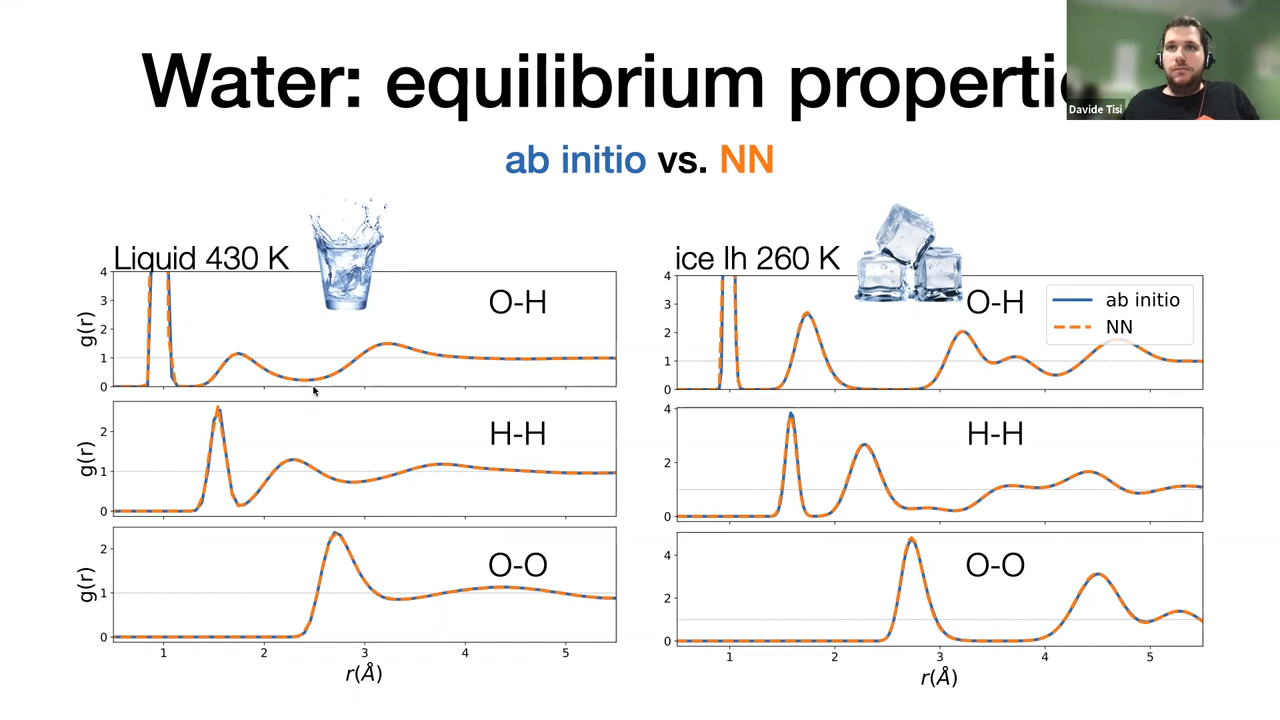 Water: equilibrium properti
Davide Tisi
ab initio vs. NN
Liquid 430 K
4
3
2
1
0
g(r)
O-H
2
1
0
g(r)
H-H
2
1
0
g(r)
O-O
1 2 3 4 5
r(Å)
ice Ih 260 K
4
3
2
1
0
O-H
ab initio
NN
4
2
0
H-H
4
2
0
O-O
1 2 3 4 5
r(Å)